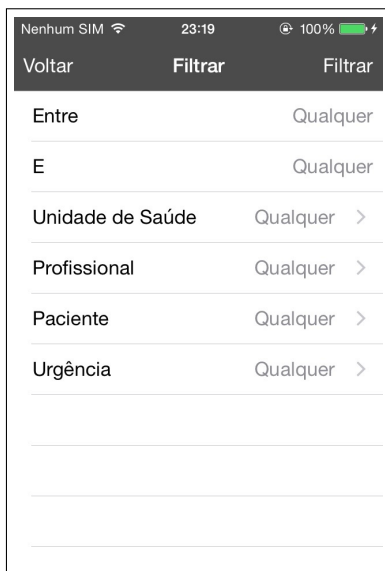 Nenhum SIM 23:19 100%
Voltar Filtrar Filtrar
Entre Qualquer
E Qualquer
Unidade de Saúde Qualquer
Profissional Qualquer
Paciente Qualquer
Urgência Qualquer